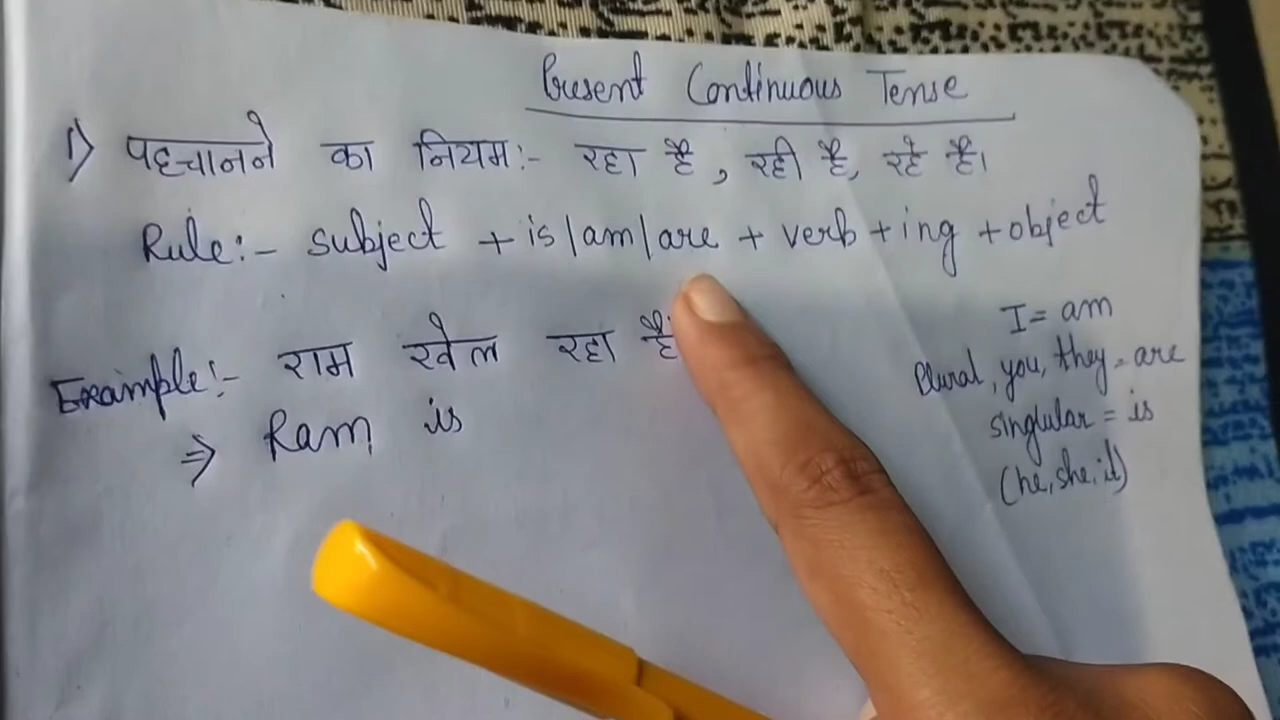 Present Continuous Tense
1) पहचानने का नियम:- रहा है, रही है, रहे है।
Rule:- subject + is/am/are + verb + ing + object
Example:- राम खेल रहा है
⇒ Ram is
I = am
Plural, you, they = are
singlular = is
(he, she, it)